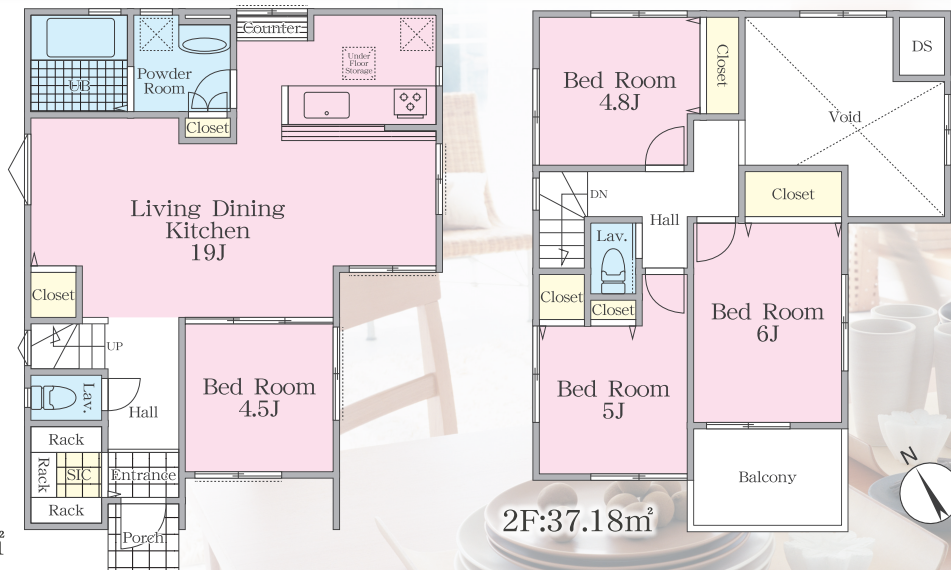 Counter
UB
Powder
Room
Under
Floor
Storage
Closet
Living Dining
Kitchen
19J
Closet
UP
Lav.
Hall
Bed Room
4.5J
Rack
Rack
SIC
Entrance
Rack
Porch
Bed Room
4.8J
Closet
DS
Void
DN
Hall
Closet
Lav.
Closet
Closet
Bed Room
6J
Bed Room
5J
Balcony
N
2F:37.18㎡